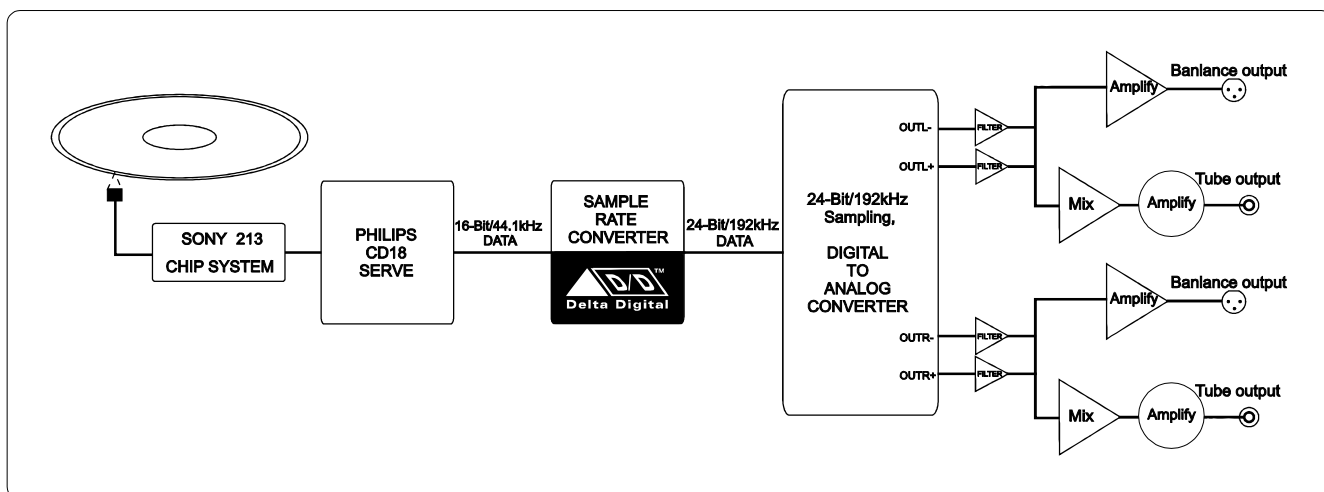 SONY 213
CHIP SYSTEM
PHILIPS
CD18
SERVE
16-Bit/44.1kHz
DATA
SAMPLE
RATE
CONVERTER
D/D™
Delta Digital
24-Bit/192kHz
DATA
24-Bit/192kHz
Sampling,
DIGITAL
TO
ANALOG
CONVERTER
OUTL-
OUTL+
OUTR-
OUTR+
FILTER
FILTER
FILTER
FILTER
Amplify
Banlance output
Mix
Amplify
Tube output
Amplify
Banlance output
Mix
Amplify
Tube output